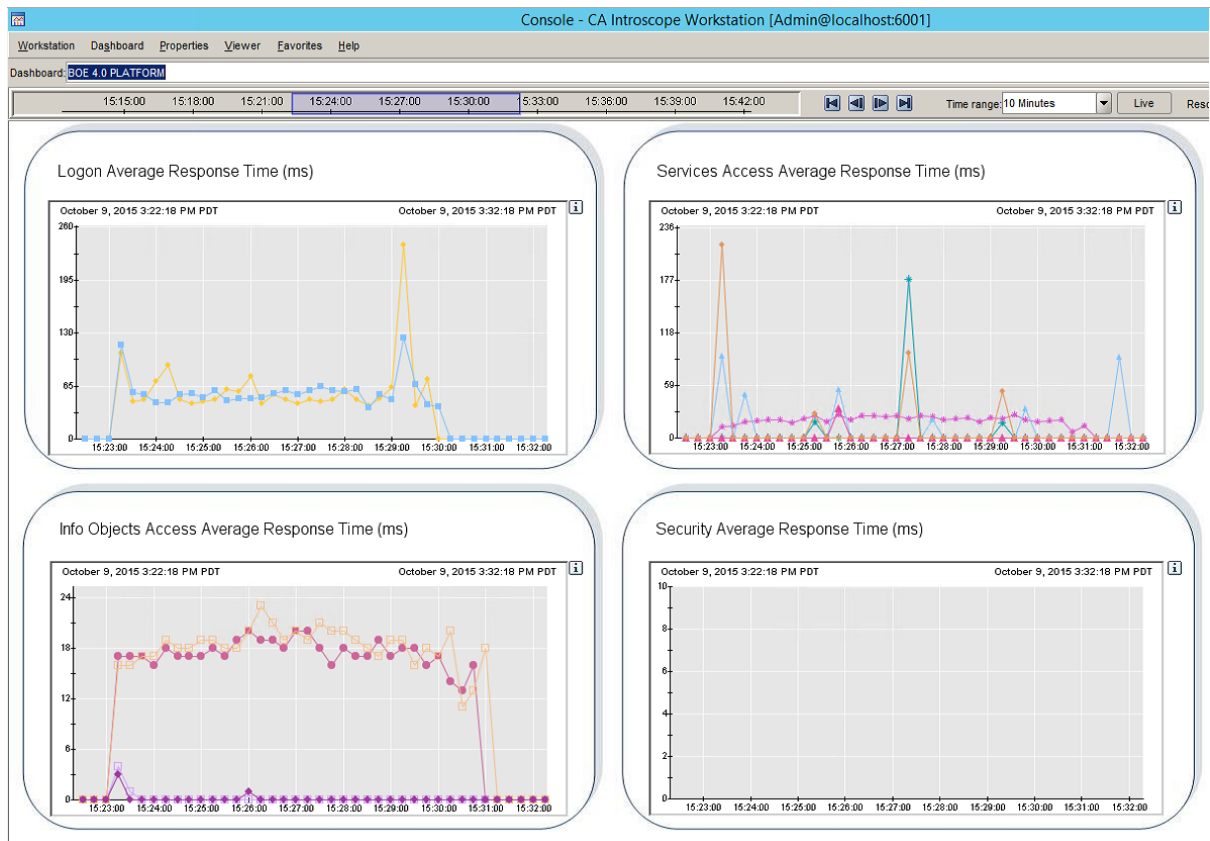 Console - CA Introscope Workstation [Admin@localhost:6001]
Workstation Dashboard Properties Viewer Favorites Help
Dashboard: BOE 4.0 PLATFORM
15:15:00 15:18:00 15:21:00 15:24:00 15:27:00 15:30:00 15:33:00 15:36:00 15:39:00 15:42:00 Time range: 10 Minutes Live Reso
Logon Average Response Time (ms)
October 9, 2015 3:22:18 PM PDT October 9, 2015 3:32:18 PM PDT
260
195
130
65
0
15:23:00 15:24:00 15:25:00 15:26:00 15:27:00 15:28:00 15:29:00 15:30:00 15:31:00 15:32:00
Services Access Average Response Time (ms)
October 9, 2015 3:22:18 PM PDT October 9, 2015 3:32:18 PM PDT
236
177
118
59
0
15:23:00 15:24:00 15:25:00 15:26:00 15:27:00 15:28:00 15:29:00 15:30:00 15:31:00 15:32:00
Info Objects Access Average Response Time (ms)
October 9, 2015 3:22:18 PM PDT October 9, 2015 3:32:18 PM PDT
24
18
12
6
0
15:23:00 15:24:00 15:25:00 15:26:00 15:27:00 15:28:00 15:29:00 15:30:00 15:31:00 15:32:00
Security Average Response Time (ms)
October 9, 2015 3:22:18 PM PDT October 9, 2015 3:32:18 PM PDT
10
8
6
4
2
0
15:23:00 15:24:00 15:25:00 15:26:00 15:27:00 15:28:00 15:29:00 15:30:00 15:31:00 15:32:00